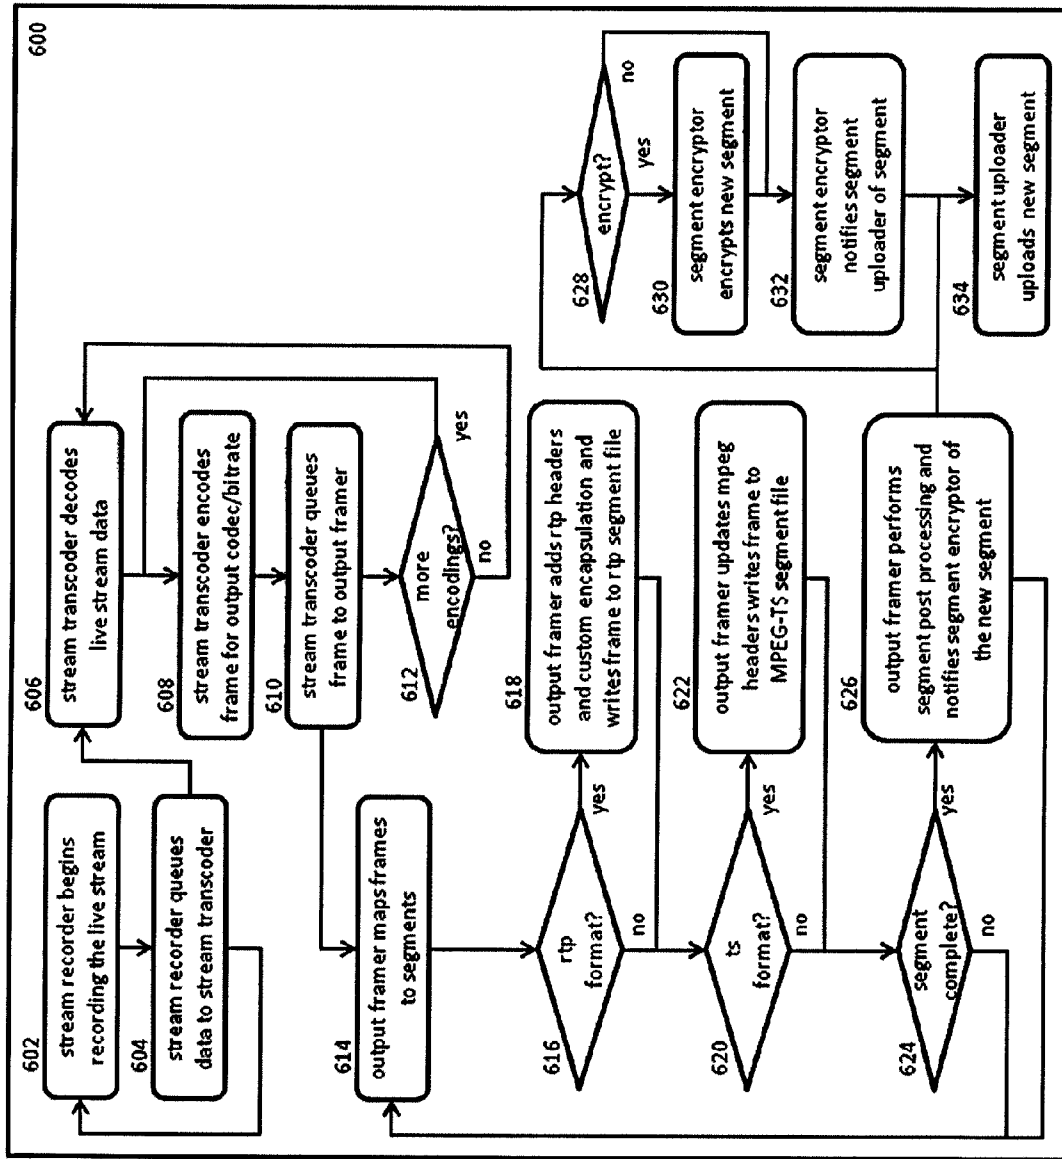 600
602
stream recorder begins
recording the live stream
604
stream recorder queues
data to stream transcoder
606
stream transcoder decodes
live stream data
608
stream transcoder encodes
frame for output codec/bitrate
610
stream transcoder queues
frame to output framer
612
more
encodings?
yes
no
614
output framer maps frames
to segments
616
rtp
format?
yes
no
618
output framer adds rtp headers
and custom encapsulation and
writes frame to rtp segment file
620
ts
format?
yes
no
622
output framer updates mpeg
headers writes frame to
MPEG-TS segment file
624
segment
complete?
yes
no
626
output framer performs
segment post processing and
notifies segment encryptor of
the new segment
628
encrypt?
yes
no
630
segment encryptor
encrypts new segment
632
segment encryptor
notifies segment
uploader of segment
634
segment uploader
uploads new segment